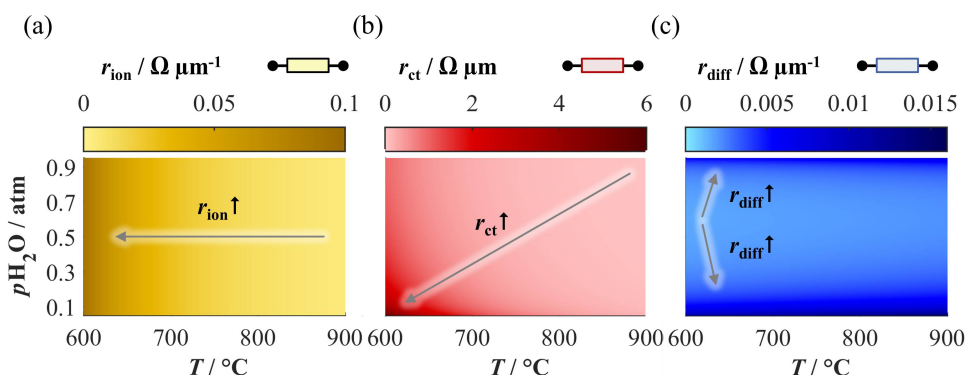 (a) (b) (c)
r_ion / Ω μm⁻¹ r_ct / Ω μm r_diff / Ω μm⁻¹
0 0.05 0.1 0 2 4 6 0 0.005 0.01 0.015
0.9
0.7
0.5
0.3
0.1
pH₂O / atm
r_ion↑
r_ct↑
r_diff↑
r_diff↑
600 700 800 900 600 700 800 900 600 700 800 900
T / °C T / °C T / °C